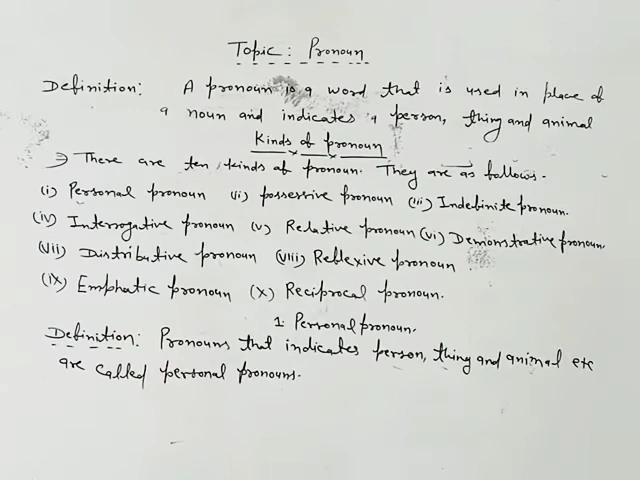 Topic: Pronoun
Definition: A pronoun is a word that is used in place of
a noun and indicates a person, thing and animal
Kinds of pronoun
There are ten kinds of pronoun. They are as follows.
(i) Personal pronoun (ii) possessive pronoun (iii) Indefinite pronoun.
(iv) Interrogative pronoun (v) Relative pronoun (vi) Demonstrative pronoun,
(vii) Distributive pronoun (viii) Reflexive pronoun
(ix) Emphatic pronoun (x) Reciprocal pronoun.
1. Personal pronoun.
Definition: Pronouns that indicates person, thing and animal etc
are called personal pronouns.